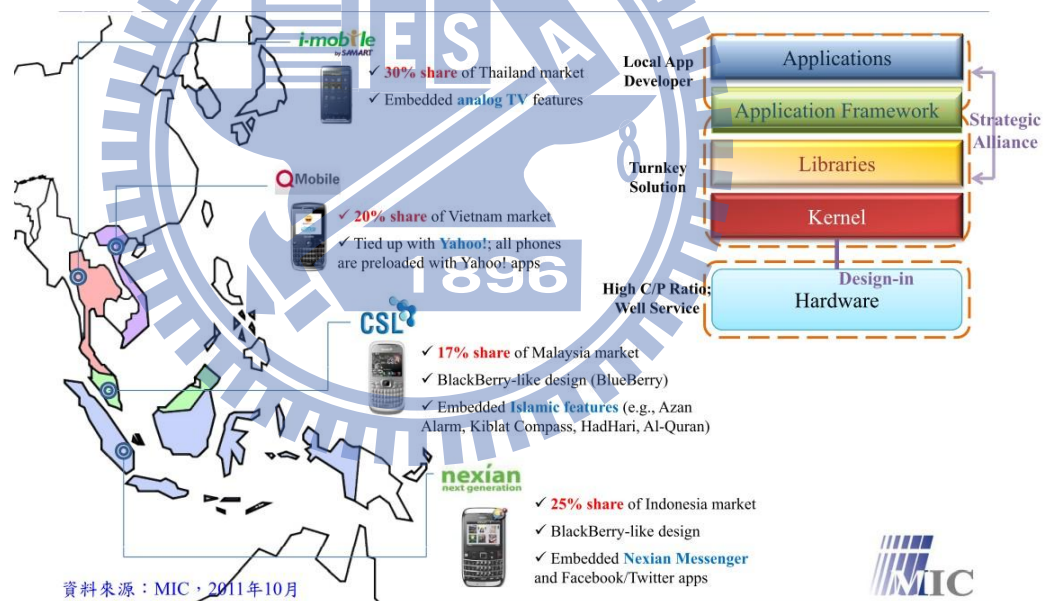 i-mobile
by SAMART
✓ 30% share of Thailand market
✓ Embedded analog TV features
QMobile
✓ 20% share of Vietnam market
✓ Tied up with Yahoo!; all phones
are preloaded with Yahoo! apps
CSL
✓ 17% share of Malaysia market
✓ BlackBerry-like design (BlueBerry)
✓ Embedded Islamic features (e.g., Azan
Alarm, Kiblat Compass, HadHari, Al-Quran)
nexian
next generation
✓ 25% share of Indonesia market
✓ BlackBerry-like design
✓ Embedded Nexian Messenger
and Facebook/Twitter apps
Local App
Developer
Applications
Application Framework
Strategic
Alliance
Turnkey
Solution
Libraries
Kernel
Design-in
High C/P Ratio;
Well Service
Hardware
ESA
8
1896
資料來源：MIC，2011年10月
MIC